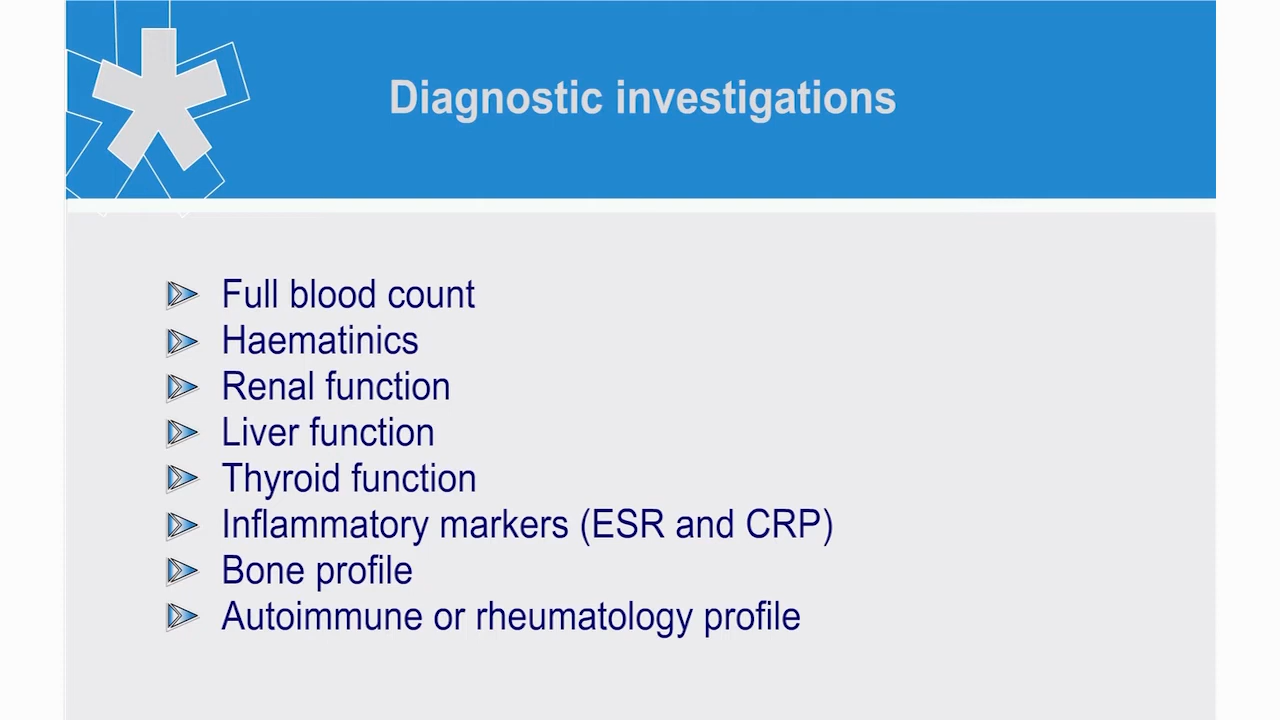 Diagnostic investigations
Full blood count
Haematinics
Renal function
Liver function
Thyroid function
Inflammatory markers (ESR and CRP)
Bone profile
Autoimmune or rheumatology profile